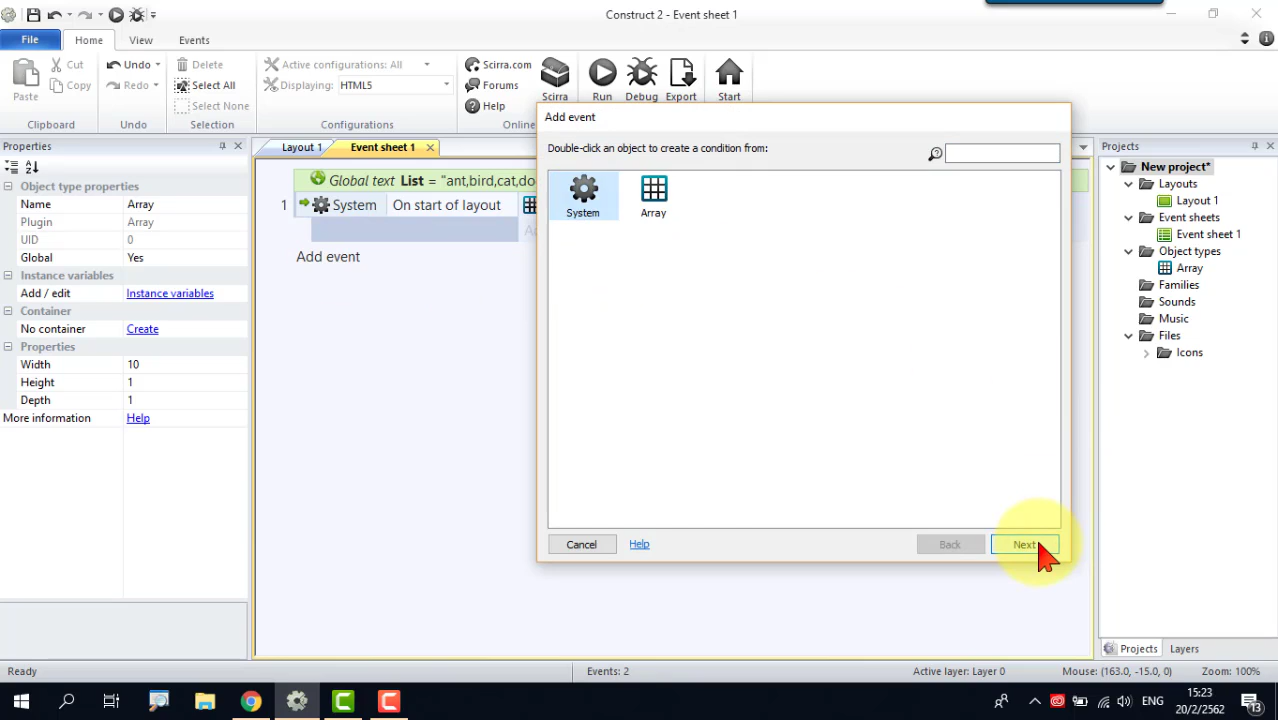 Construct 2 - Event sheet 1
File Home View Events
Cut Undo Delete Active configurations: All Scirra.com
Copy Redo Select All Displaying: HTML5 Forums
Paste Select None Help Scirra Run Debug Export Start
Clipboard Undo Selection Configurations Online
Add event
Properties Layout 1 Event sheet 1 Projects
Double-click an object to create a condition from:
Object type properties
Name Array
Plugin Array
UID 0
Global Yes
Instance variables
Add / edit Instance variables
Container
No container Create
Properties
Width 10
Height 1
Depth 1
More information Help
Global text List = "ant,bird,cat,do
1 System On start of layout
Add event
System Array
Cancel Help Back Next
New project*
Layouts
Layout 1
Event sheets
Event sheet 1
Object types
Array
Families
Sounds
Music
Files
Icons
Projects Layers
Ready Events: 2 Active layer: Layer 0 Mouse: (163.0, -15.0, 0) Zoom: 100%
ENG 15:23
20/2/2562
13